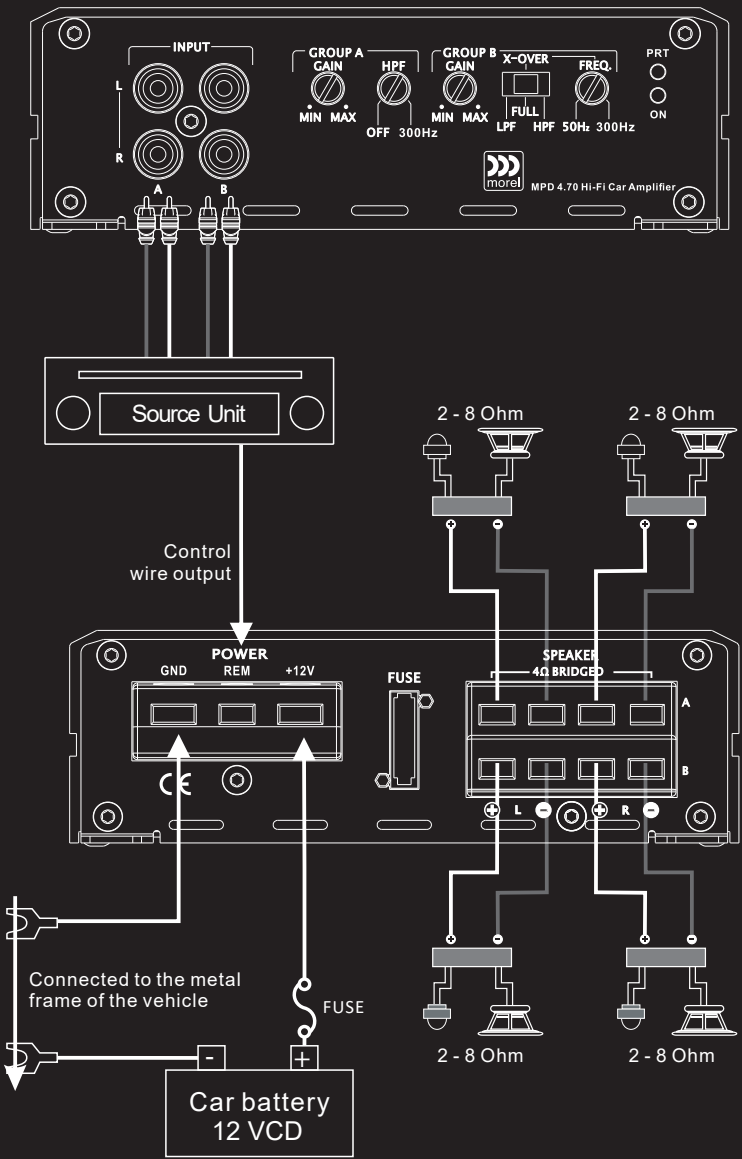 INPUT
L
R
A
B
GROUP A
GAIN
HPF
MIN MAX
OFF 300Hz
GROUP B
GAIN
X-OVER
FREQ.
MIN MAX
FULL
LPF HPF 50Hz 300Hz
PRT
ON
morel
MPD 4.70 Hi-Fi Car Amplifier
Source Unit
Control
wire output
2 - 8 Ohm
2 - 8 Ohm
+ - + -
POWER
GND REM +12V
FUSE
SPEAKER
4Ω BRIDGED
A
B
CE
+ L - + R -
+ - + -
Connected to the metal
frame of the vehicle
FUSE
2 - 8 Ohm
2 - 8 Ohm
- +
Car battery
12 VCD